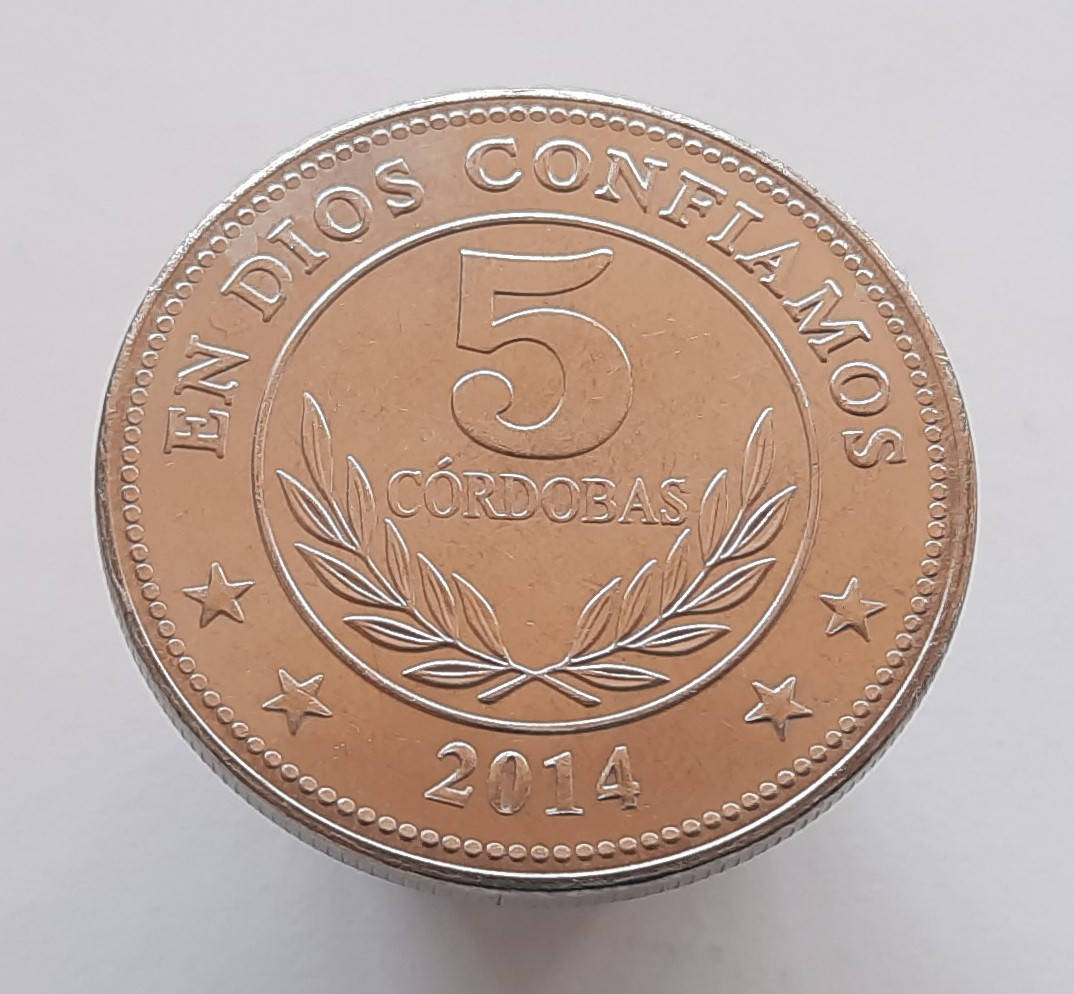 EN DIOS CONFIAMOS
5
CÓRDOBAS
2014